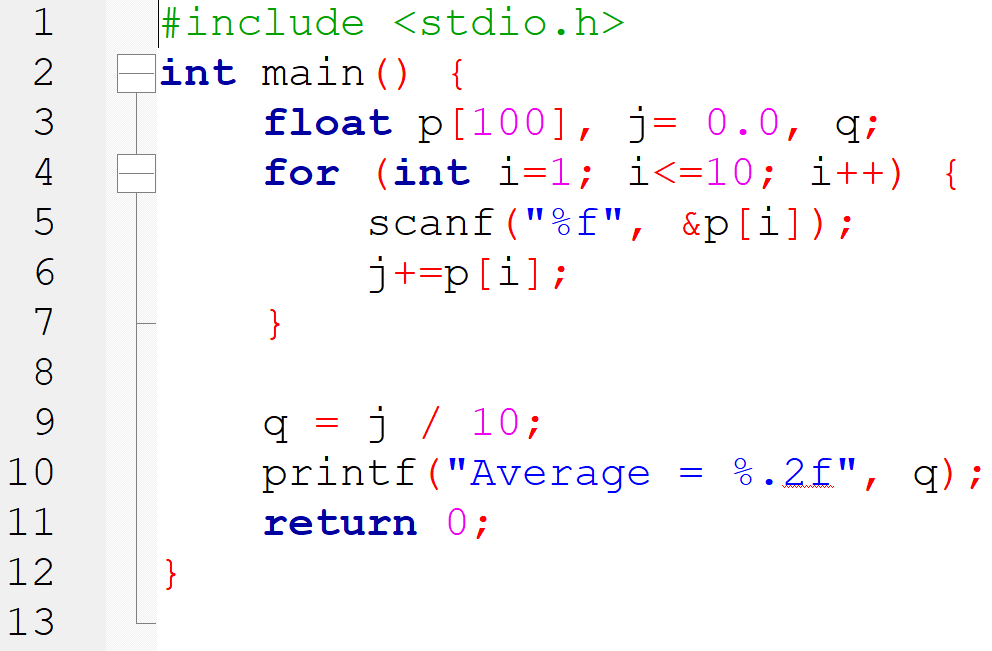 1 #include <stdio.h>
2 int main() {
3 float p[100], j= 0.0, q;
4 for (int i=1; i<=10; i++) {
5 scanf("%f", &p[i]);
6 j+=p[i];
7 }
8
9 q = j / 10;
10 printf("Average = %.2f", q);
11 return 0;
12 }
13